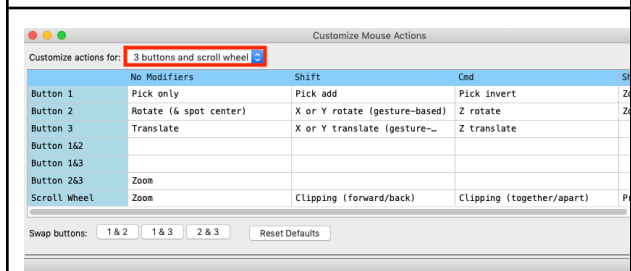 Customize Mouse Actions
Customize actions for: 3 buttons and scroll wheel
No Modifiers Shift Cmd
Button 1 Pick only Pick add Pick invert
Button 2 Rotate (& spot center) X or Y rotate (gesture-based) Z rotate
Button 3 Translate X or Y translate (gesture-… Z translate
Button 1&2
Button 1&3
Button 2&3 Zoom
Scroll Wheel Zoom Clipping (forward/back) Clipping (together/apart)
Swap buttons: 1 & 2 1 & 3 2 & 3 Reset Defaults